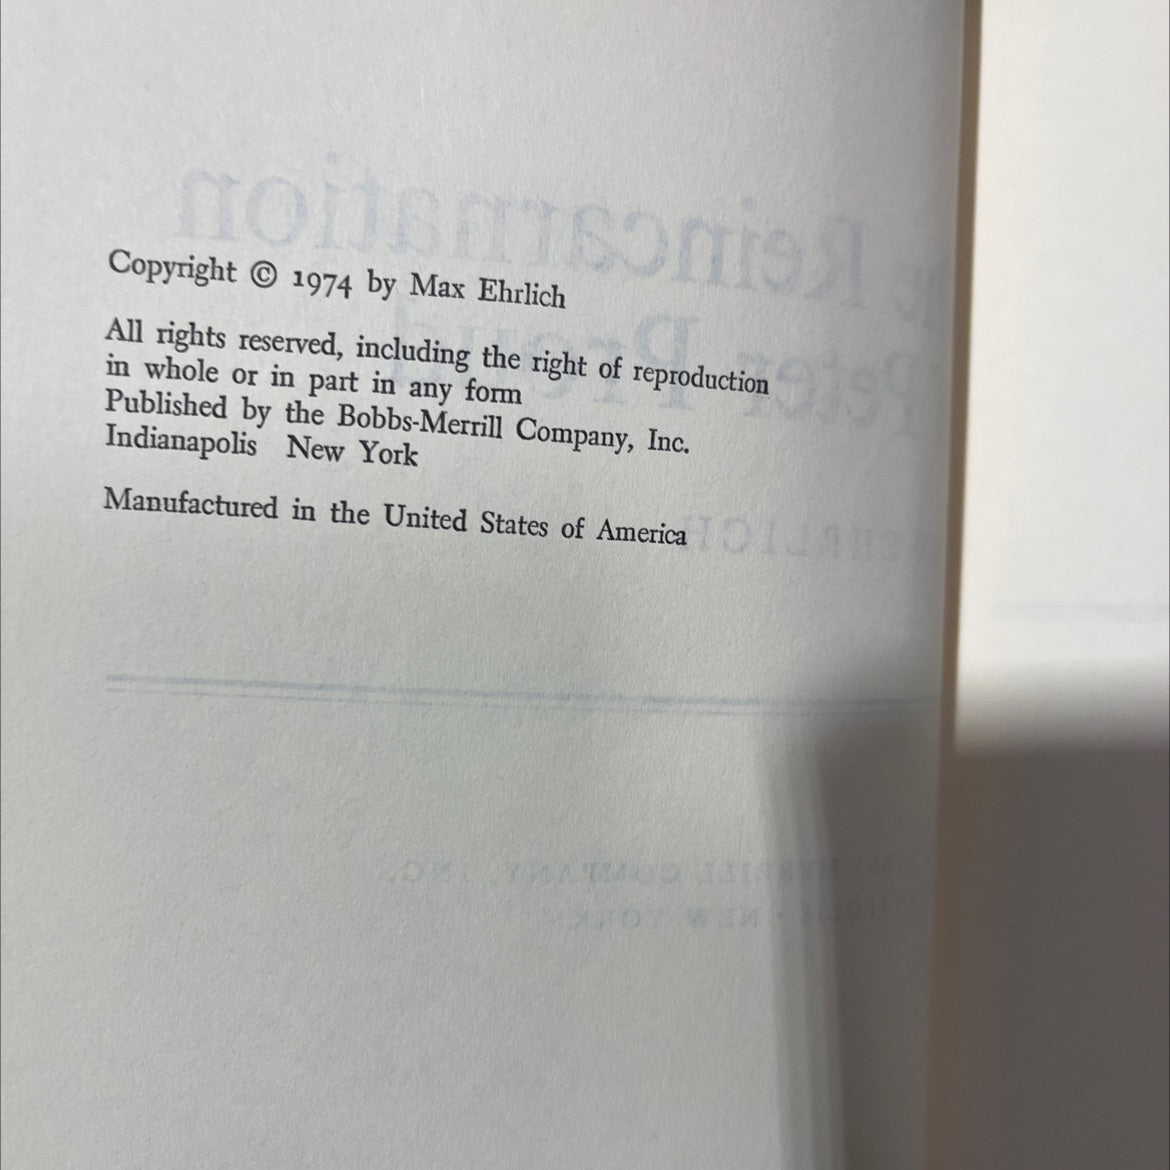 Copyright © 1974 by Max Ehrlich
All rights reserved, including the right of reproduction
in whole or in part in any form
Published by the Bobbs-Merrill Company, Inc.
Indianapolis New York
Manufactured in the United States of America